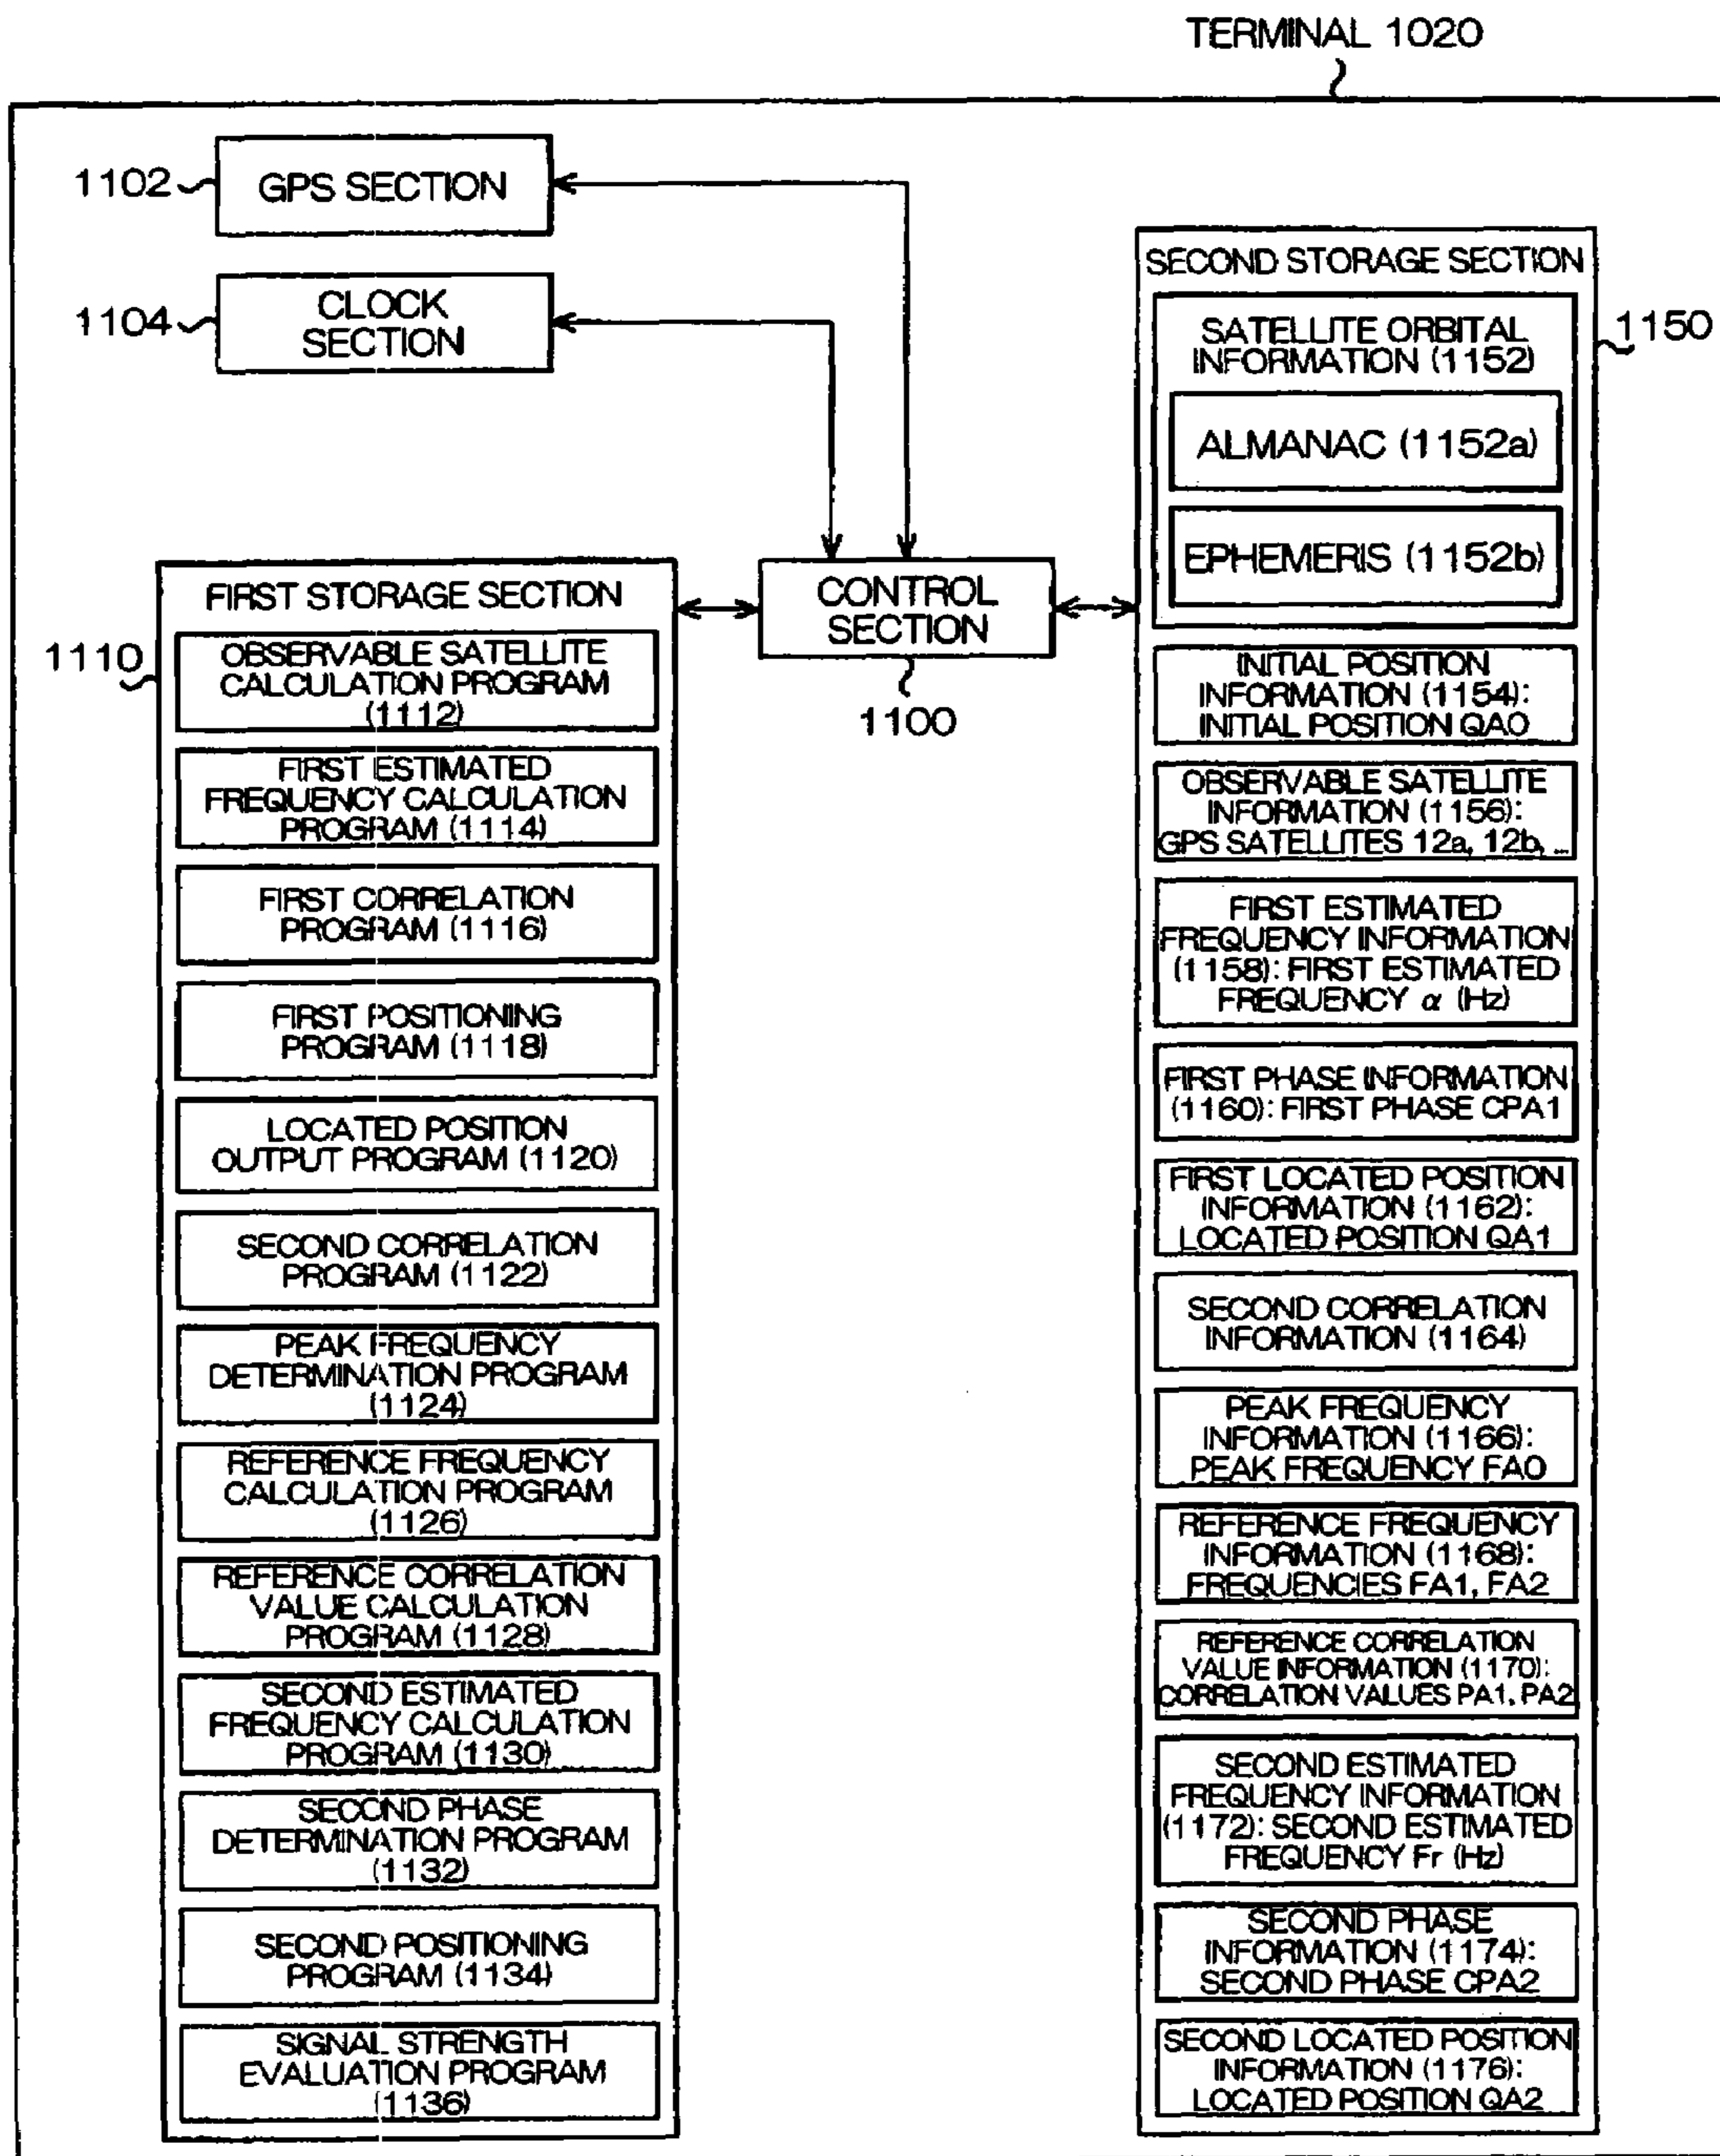 TERMINAL 1020
1102
GPS SECTION
1104
CLOCK
SECTION
CONTROL
SECTION
1100
1110
FIRST STORAGE SECTION
OBSERVABLE SATELLITE
CALCULATION PROGRAM
(1112)
FIRST ESTIMATED
FREQUENCY CALCULATION
PROGRAM (1114)
FIRST CORRELATION
PROGRAM (1116)
FIRST POSITIONING
PROGRAM (1118)
LOCATED POSITION
OUTPUT PROGRAM (1120)
SECOND CORRELATION
PROGRAM (1122)
PEAK FREQUENCY
DETERMINATION PROGRAM
(1124)
REFERENCE FREQUENCY
CALCULATION PROGRAM
(1126)
REFERENCE CORRELATION
VALUE CALCULATION
PROGRAM (1128)
SECOND ESTIMATED
FREQUENCY CALCULATION
PROGRAM (1130)
SECOND PHASE
DETERMINATION PROGRAM
(1132)
SECOND POSITIONING
PROGRAM (1134)
SIGNAL STRENGTH
EVALUATION PROGRAM
(1136)
1150
SECOND STORAGE SECTION
SATELLITE ORBITAL
INFORMATION (1152)
ALMANAC (1152a)
EPHEMERIS (1152b)
INITIAL POSITION
INFORMATION (1154):
INITIAL POSITION QA0
OBSERVABLE SATELLITE
INFORMATION (1156):
GPS SATELLITES 12a, 12b, ...
FIRST ESTIMATED
FREQUENCY INFORMATION
(1158): FIRST ESTIMATED
FREQUENCY α (Hz)
FIRST PHASE INFORMATION
(1160): FIRST PHASE CPA1
FIRST LOCATED POSITION
INFORMATION (1162):
LOCATED POSITION QA1
SECOND CORRELATION
INFORMATION (1164)
PEAK FREQUENCY
INFORMATION (1166):
PEAK FREQUENCY FA0
REFERENCE FREQUENCY
INFORMATION (1168):
FREQUENCIES FA1, FA2
REFERENCE CORRELATION
VALUE INFORMATION (1170):
CORRELATION VALUES PA1, PA2
SECOND ESTIMATED
FREQUENCY INFORMATION
(1172): SECOND ESTIMATED
FREQUENCY Fr (Hz)
SECOND PHASE
INFORMATION (1174):
SECOND PHASE CPA2
SECOND LOCATED POSITION
INFORMATION (1176):
LOCATED POSITION QA2